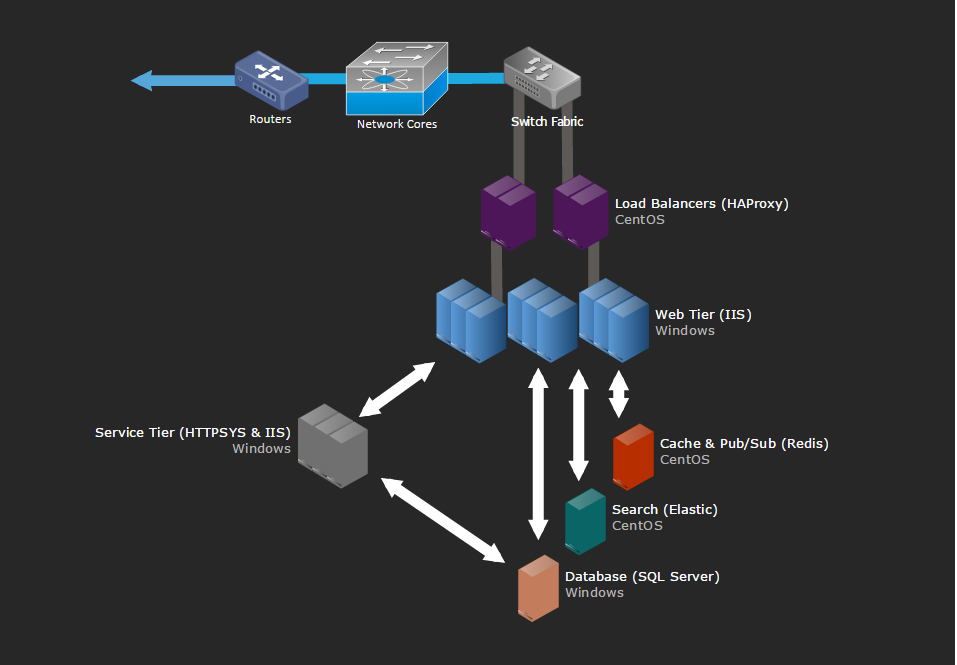 Routers
Network Cores
Switch Fabric
Load Balancers (HAProxy)
CentOS
Web Tier (IIS)
Windows
Service Tier (HTTPSYS & IIS)
Windows
Cache & Pub/Sub (Redis)
CentOS
Search (Elastic)
CentOS
Database (SQL Server)
Windows